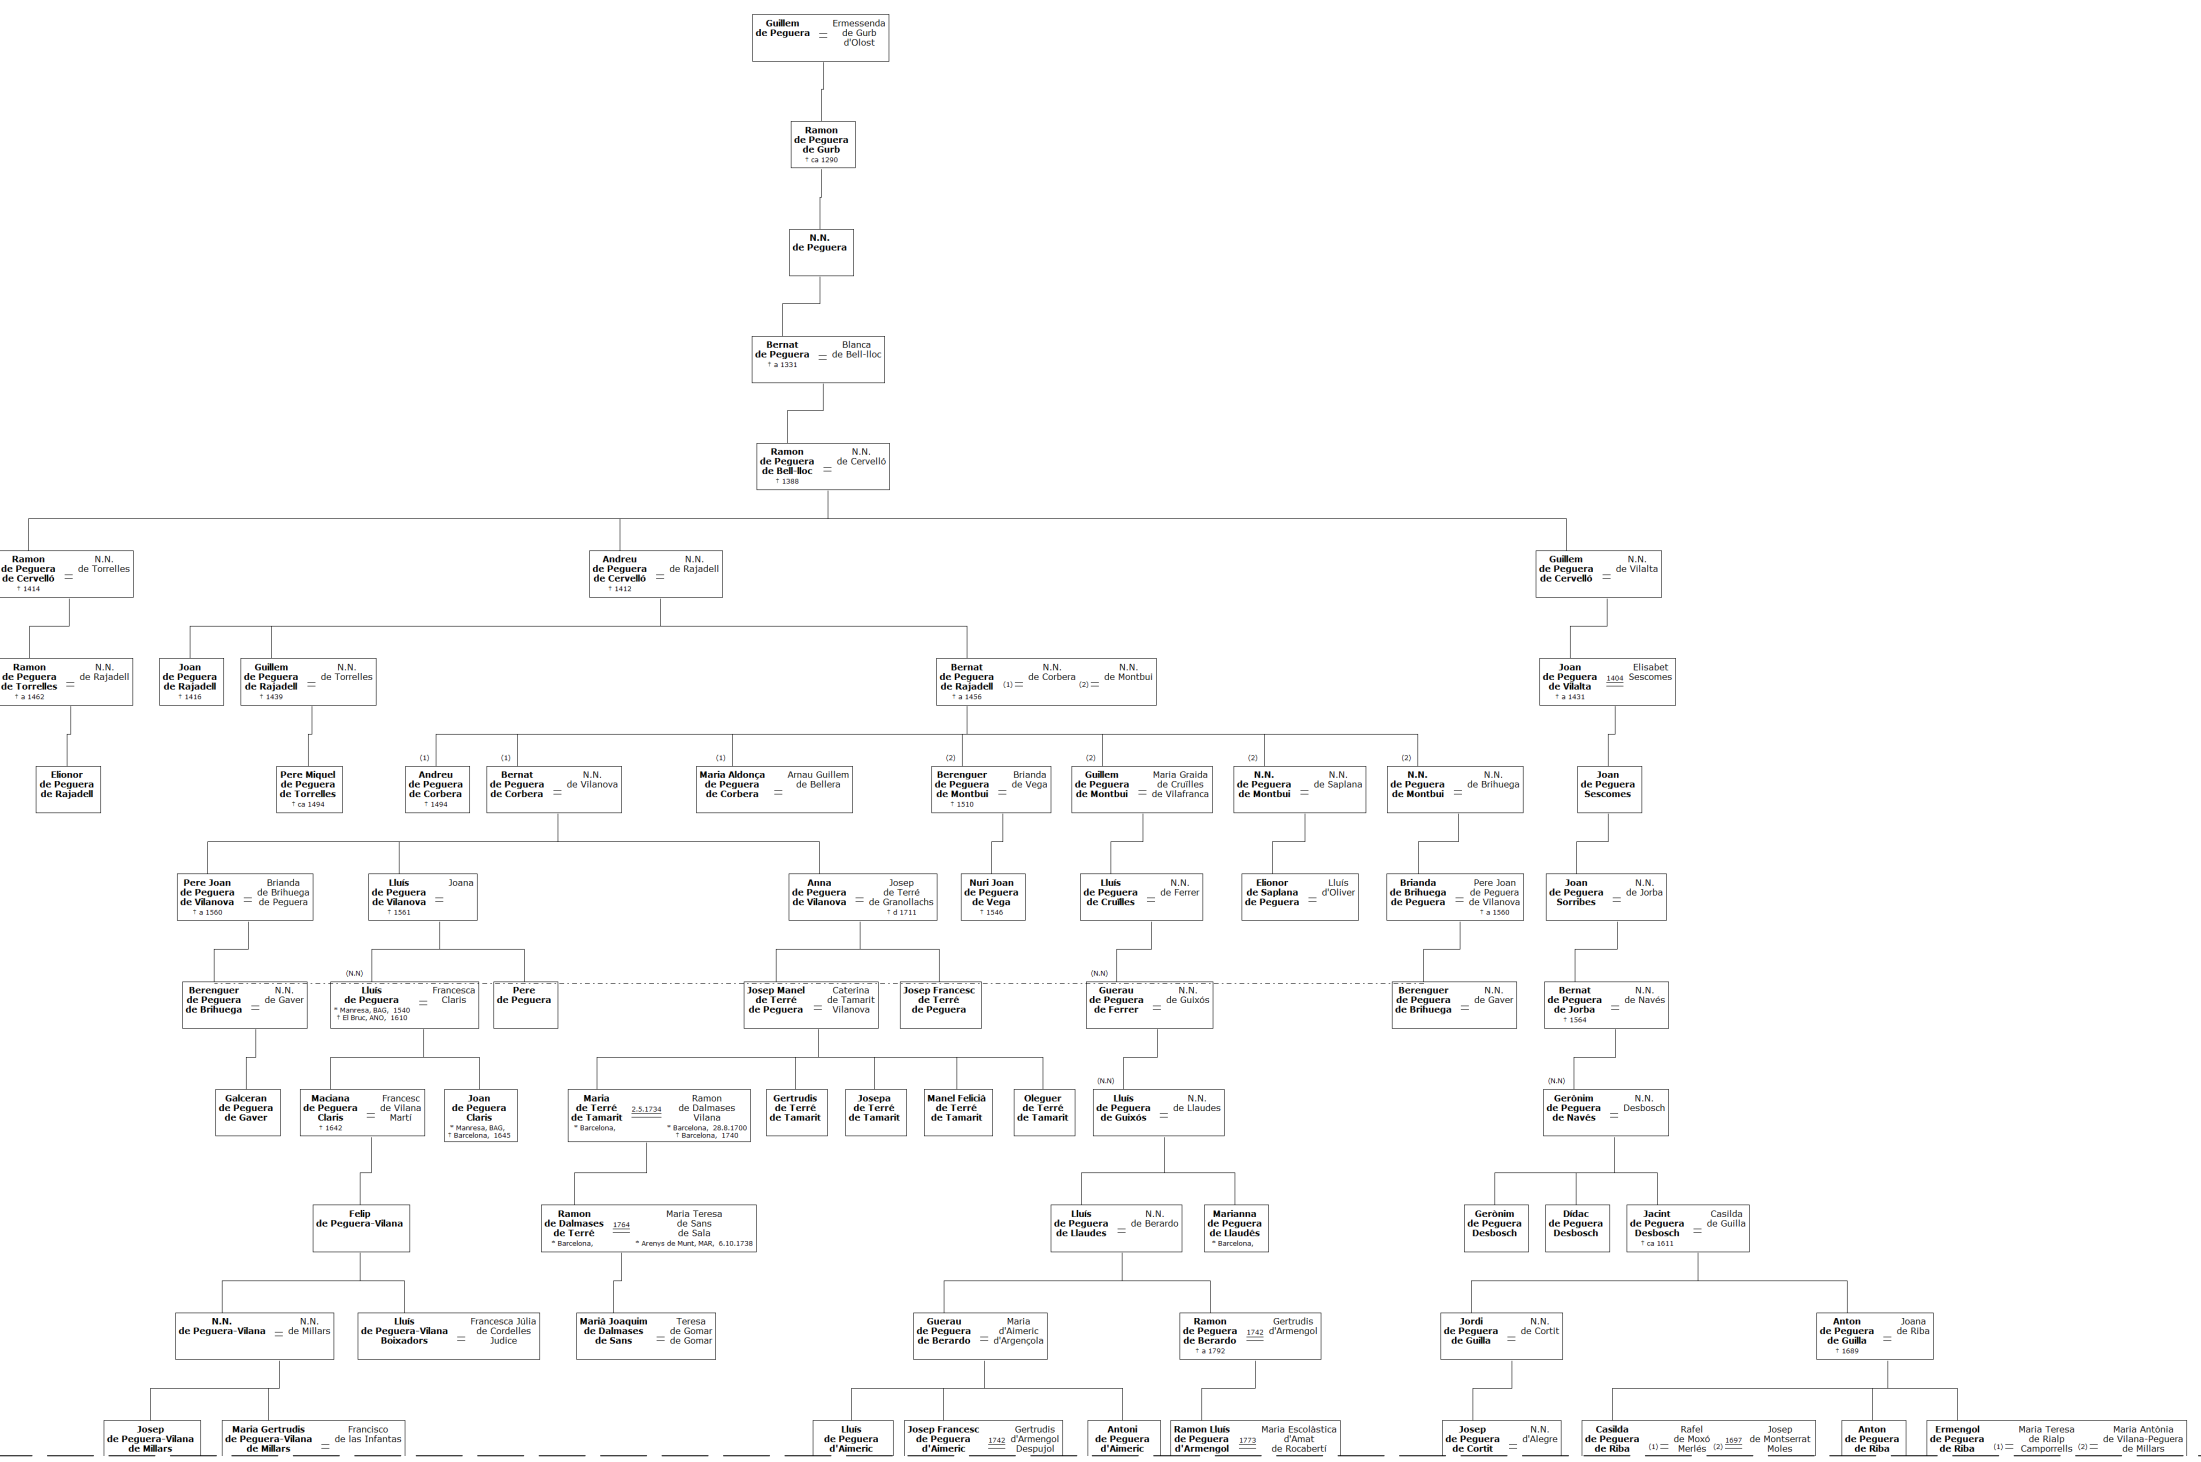 Guillem
de Peguera
=
Ermessenda
de Gurb
d'Olost
Ramon
de Peguera
de Gurb
† ca 1290
N.N.
de Peguera
Bernat
de Peguera
† a 1331
=
Blanca
de Bell-lloc
Ramon
de Peguera
de Bell-lloc
† 1388
=
N.N.
de Cervelló
Ramon
de Peguera
de Cervelló
† 1414
=
N.N.
de Torrelles
Andreu
de Peguera
de Cervelló
† 1412
=
N.N.
de Rajadell
Guillem
de Peguera
de Cervelló
=
N.N.
de Vilalta
Ramon
de Peguera
de Torrelles
† a 1462
=
N.N.
de Rajadell
Joan
de Peguera
de Rajadell
† 1416
Guillem
de Peguera
de Rajadell
† 1439
=
N.N.
de Torrelles
Bernat
de Peguera
de Rajadell
† a 1456
(1) =
N.N.
de Corbera
(2) =
N.N.
de Montbui
Joan
de Peguera
de Vilalta
† a 1431
1404
Elisabet
Sescomes
Elionor
de Peguera
de Rajadell
Pere Miquel
de Peguera
de Torrelles
† ca 1494
(1)
Andreu
de Peguera
de Corbera
† 1494
(1)
Bernat
de Peguera
de Corbera
=
N.N.
de Vilanova
(1)
Maria Aldonça
de Peguera
de Corbera
=
Arnau Guillem
de Bellera
(2)
Berenguer
de Peguera
de Montbui
† 1510
=
Brianda
de Vega
(2)
Guillem
de Peguera
de Montbui
=
Maria Graida
de Cruïlles
de Vilafranca
(2)
N.N.
de Peguera
de Montbui
=
N.N.
de Saplana
(2)
N.N.
de Peguera
de Montbui
=
N.N.
de Brihuega
Joan
de Peguera
Sescomes
Pere Joan
de Peguera
de Vilanova
† a 1560
=
Brianda
de Brihuega
de Peguera
Lluís
de Peguera
de Vilanova
† 1561
=
Joana
Anna
de Peguera
de Vilanova
=
Josep
de Terré
de Granollachs
† d 1711
Nuri Joan
de Peguera
de Vega
† 1546
Lluís
de Peguera
de Cruïlles
=
N.N.
de Ferrer
Elionor
de Saplana
de Peguera
=
Lluís
d'Oliver
Brianda
de Brihuega
de Peguera
=
Pere Joan
de Peguera
de Vilanova
† a 1560
Joan
de Peguera
Sorribes
=
N.N.
de Jorba
Berenguer
de Peguera
de Brihuega
=
N.N.
de Gaver
(N.N)
Lluís
de Peguera
* Manresa, BAG, 1540
† El Bruc, ANO, 1610
=
Francesca
Claris
Pere
de Peguera
Josep Manel
de Terré
de Peguera
=
Caterina
de Tamarit
Vilanova
Josep Francesc
de Terré
de Peguera
(N.N)
Guerau
de Peguera
de Ferrer
=
N.N.
de Guixós
Berenguer
de Peguera
de Brihuega
=
N.N.
de Gaver
Bernat
de Peguera
de Jorba
† 1564
=
N.N.
de Navés
Galceran
de Peguera
de Gaver
Maciana
de Peguera
Claris
† 1642
=
Francesc
de Vilana
Martí
Joan
de Peguera
Claris
* Manresa, BAG,
† Barcelona, 1645
Maria
de Terré
de Tamarit
* Barcelona,
2.5.1734
Ramon
de Dalmases
Vilana
* Barcelona, 28.8.1700
† Barcelona, 1740
Gertrudis
de Terré
de Tamarit
Josepa
de Terré
de Tamarit
Manel Felicià
de Terré
de Tamarit
Oleguer
de Terré
de Tamarit
(N.N)
Lluís
de Peguera
de Guixós
=
N.N.
de Llaudes
(N.N)
Gerònim
de Peguera
de Navés
=
N.N.
Desbosch
Felip
de Peguera-Vilana
Ramon
de Dalmases
de Terré
* Barcelona,
1764
Maria Teresa
de Sans
de Sala
* Arenys de Munt, MAR, 6.10.1738
Lluís
de Peguera
de Llaudes
=
N.N.
de Berardo
Marianna
de Peguera
de Llaudès
* Barcelona,
Gerònim
de Peguera
Desbosch
Dídac
de Peguera
Desbosch
Jacint
de Peguera
Desbosch
† ca 1611
=
Casilda
de Guilla
N.N.
de Peguera-Vilana
=
N.N.
de Millars
Lluís
de Peguera-Vilana
Boixadors
=
Francesca Júlia
de Cordelles
Judice
Marià Joaquim
de Dalmases
de Sans
=
Teresa
de Gomar
de Gomar
Guerau
de Peguera
de Berardo
=
Maria
d'Aimeric
d'Argençola
Ramon
de Peguera
de Berardo
† a 1792
1742
Gertrudis
d'Armengol
Jordi
de Peguera
de Guilla
=
N.N.
de Cortit
Anton
de Peguera
de Guilla
† 1689
=
Joana
de Riba
Josep
de Peguera-Vilana
de Millars
Maria Gertrudis
de Peguera-Vilana
de Millars
=
Francisco
de las Infantas
Lluís
de Peguera
d'Aimeric
Josep Francesc
de Peguera
d'Aimeric
1742
Gertrudis
d'Armengol
Despujol
Antoni
de Peguera
d'Aimeric
Ramon Lluís
de Peguera
d'Armengol
1773
Maria Escolàstica
d'Amat
de Rocabertí
Josep
de Peguera
de Cortit
=
N.N.
d'Alegre
Casilda
de Peguera
de Riba
(1) =
Rafel
de Moxó
Merlés
(2) 1697
Josep
de Montserrat
Moles
Anton
de Peguera
de Riba
Ermengol
de Peguera
de Riba
(1) =
Maria Teresa
de Rialp
Camporrells
(2) =
Maria Antònia
de Vilana-Peguera
de Millars